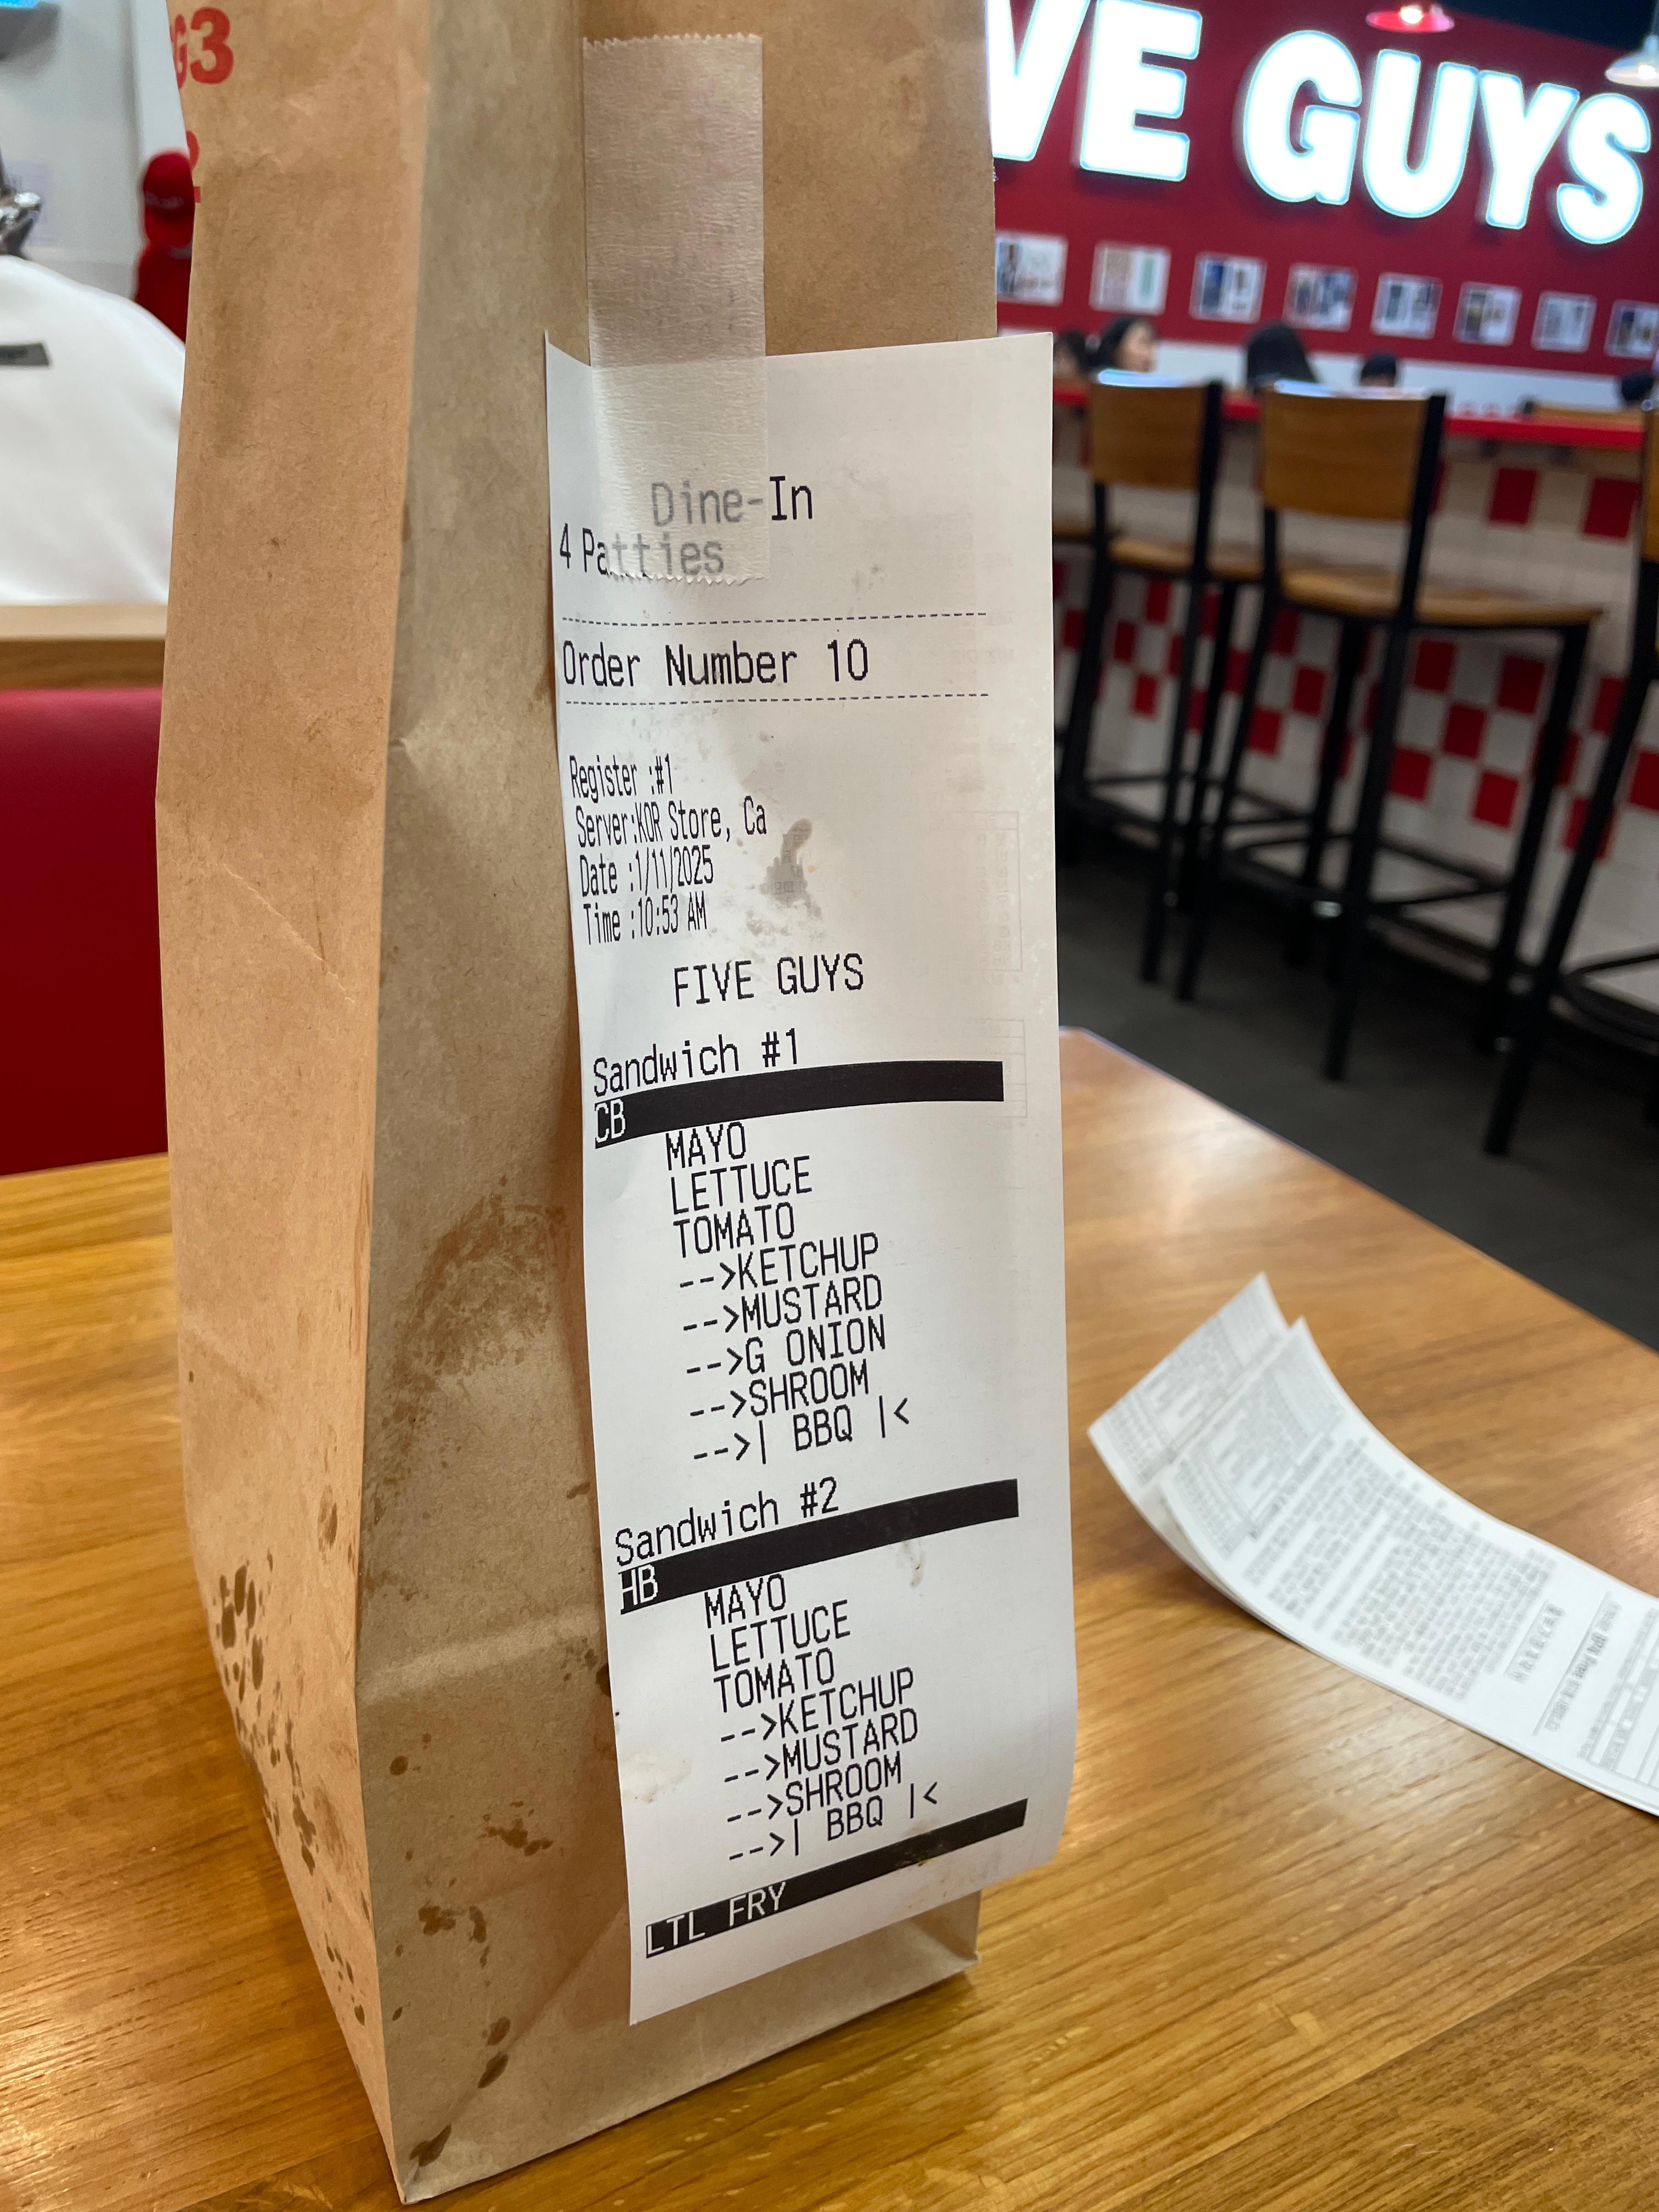 G3
2
VE GUYS
Dine-In
4 Patties
Order Number 10
Register :#1
Server:KOR Store, Ca
Date :1/11/2025
Time :10:53 AM
FIVE GUYS
Sandwich #1
CB
MAYO
LETTUCE
TOMATO
-->KETCHUP
-->MUSTARD
-->G ONION
-->SHROOM
-->| BBQ |<
Sandwich #2
HB
MAYO
LETTUCE
TOMATO
-->KETCHUP
-->MUSTARD
-->SHROOM
-->| BBQ |<
LTL FRY